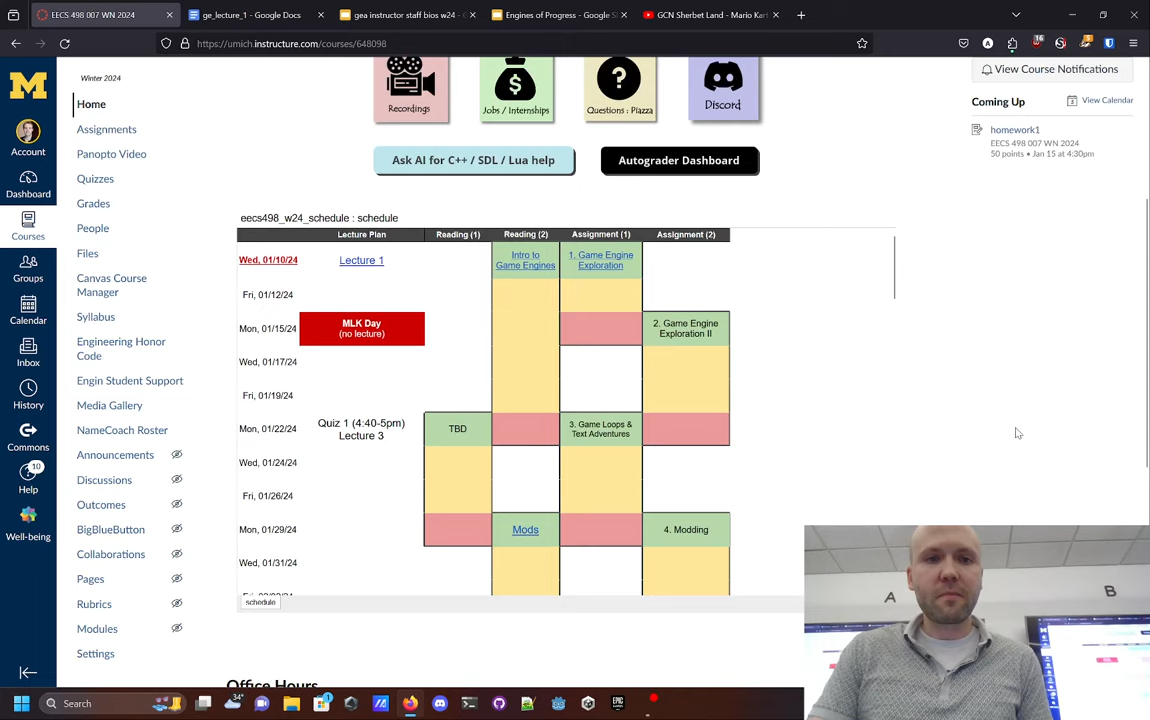 EECS 498 007 WN 2024
ge_lecture_1 - Google Docs
gea instructor staff bios w24 -
Engines of Progress - Google
GCN Sherbet Land - Mario Kart
https://umich.instructure.com/courses/648098
16
Account
Dashboard
Courses
Groups
Calendar
Inbox
History
Commons
10
Help
Well-being
Winter 2024
Home
Assignments
Panopto Video
Quizzes
Grades
People
Files
Canvas Course
Manager
Syllabus
Engineering Honor
Code
Engin Student Support
Media Gallery
NameCoach Roster
Announcements
Discussions
Outcomes
BigBlueButton
Collaborations
Pages
Rubrics
Modules
Settings
Recordings
Jobs / Internships
Questions : Piazza
Discord
Ask AI for C++ / SDL / Lua help
Autograder Dashboard
eecs498_w24_schedule : schedule
Lecture Plan Reading (1) Reading (2) Assignment (1) Assignment (2)
Wed, 01/10/24 Lecture 1
Intro to
Game Engines
1. Game Engine
Exploration
Fri, 01/12/24
Mon, 01/15/24
MLK Day
(no lecture)
2. Game Engine
Exploration II
Wed, 01/17/24
Fri, 01/19/24
Mon, 01/22/24
Quiz 1 (4:40-5pm)
Lecture 3
TBD
3. Game Loops &
Text Adventures
Wed, 01/24/24
Fri, 01/26/24
Mon, 01/29/24 Mods 4. Modding
Wed, 01/31/24
schedule
Office Hours
View Course Notifications
Coming Up
View Calendar
homework1
EECS 498 007 WN 2024
50 points • Jan 15 at 4:30pm
A
B
Search
34°